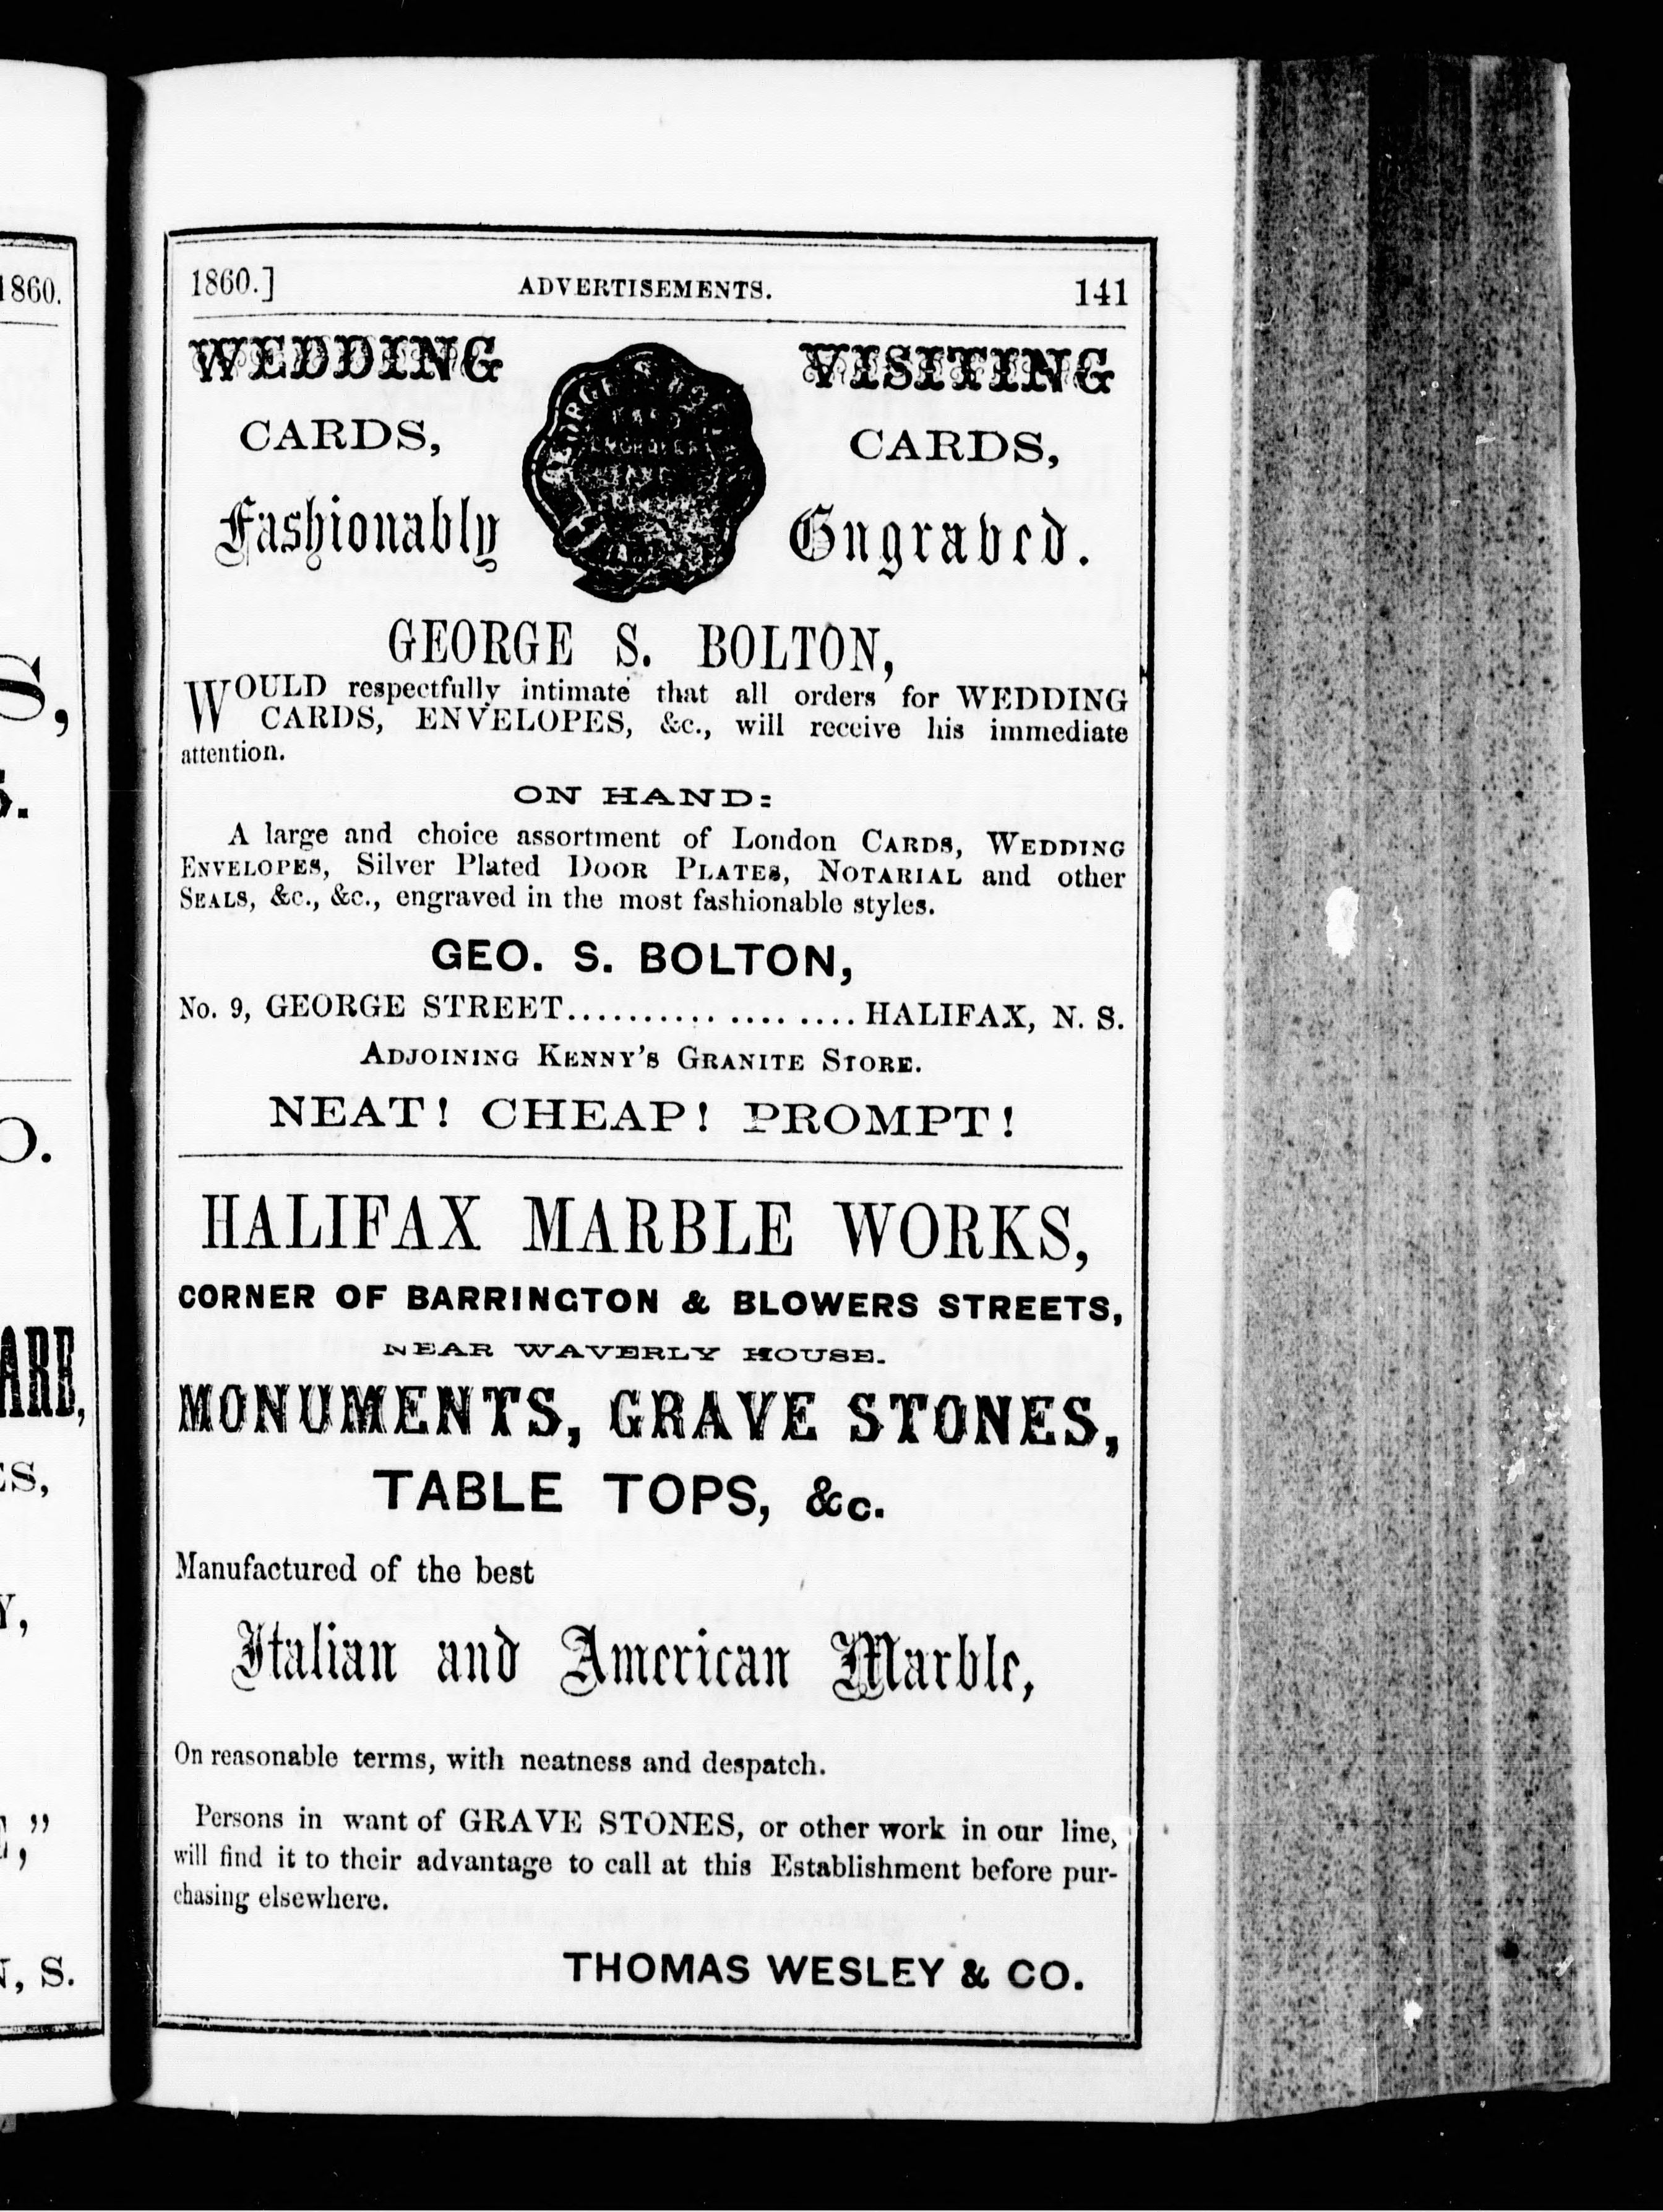 1860.
S,
O.
ARE,
ES,
Y,
E,"
N, S.
1860.] ADVERTISEMENTS. 141
WEDDING VISITING
CARDS, CARDS,
Fashionably Engraved.
GEORGE S. BOLTON,
WOULD respectfully intimate that all orders for WEDDING
CARDS, ENVELOPES, &c., will receive his immediate
attention.
ON HAND:
A large and choice assortment of London CARDS, WEDDING
ENVELOPES, Silver Plated DOOR PLATES, NOTARIAL and other
SEALS, &c., &c., engraved in the most fashionable styles.
GEO. S. BOLTON,
No. 9, GEORGE STREET................... HALIFAX, N. S.
ADJOINING KENNY'S GRANITE STORE.
NEAT! CHEAP! PROMPT!
HALIFAX MARBLE WORKS,
CORNER OF BARRINGTON & BLOWERS STREETS,
NEAR WAVERLY HOUSE.
MONUMENTS, GRAVE STONES,
TABLE TOPS, &c.
Manufactured of the best
Italian and American Marble,
On reasonable terms, with neatness and despatch.
Persons in want of GRAVE STONES, or other work in our line,
will find it to their advantage to call at this Establishment before pur-
chasing elsewhere.
THOMAS WESLEY & CO.